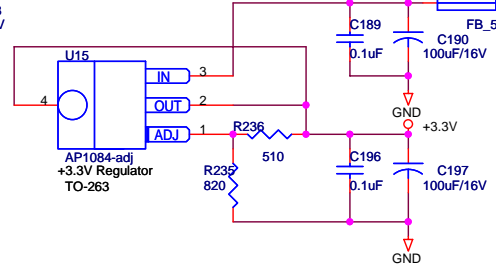 V
C189
0.1uF
C190
100uF/16V
FB_5
U15
IN 3
4
OUT 2
ADJ 1
GND
+3.3V
R236
510
AP1084-adj
+3.3V Regulator
TO-263
R235
820
C196
0.1uF
C197
100uF/16V
GND